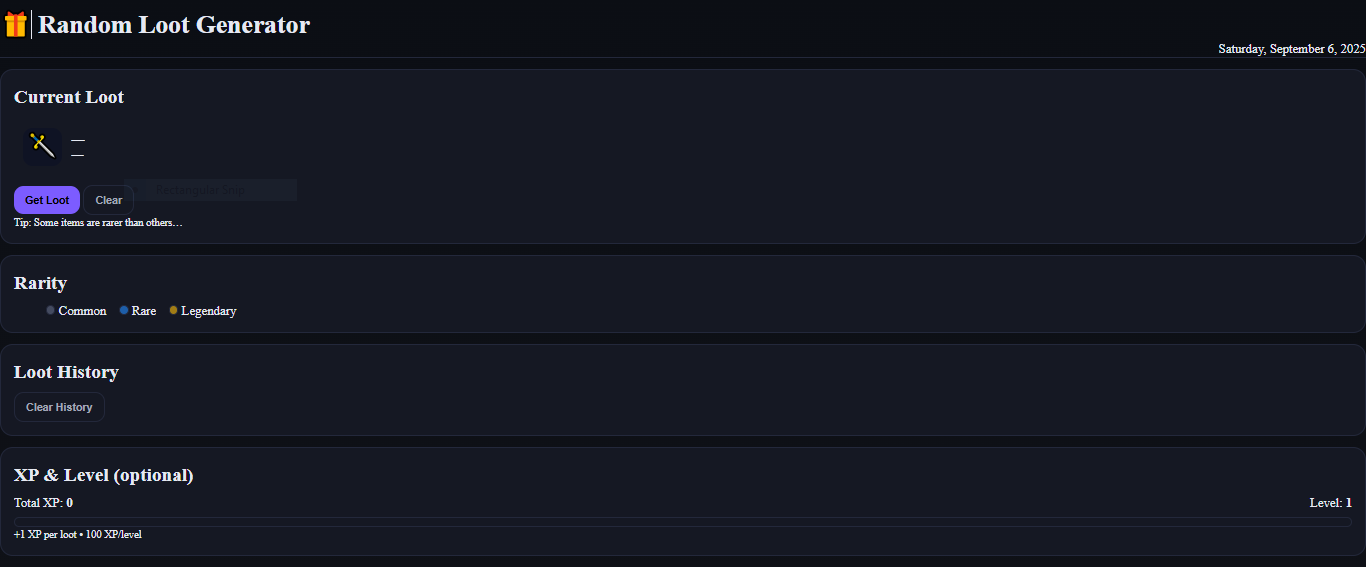 Random Loot Generator
Saturday, September 6, 2025
Current Loot
—
—
Rectangular Snip
Get Loot Clear
Tip: Some items are rarer than others…
Rarity
Common Rare Legendary
Loot History
Clear History
XP & Level (optional)
Total XP: 0 Level: 1
+1 XP per loot • 100 XP/level